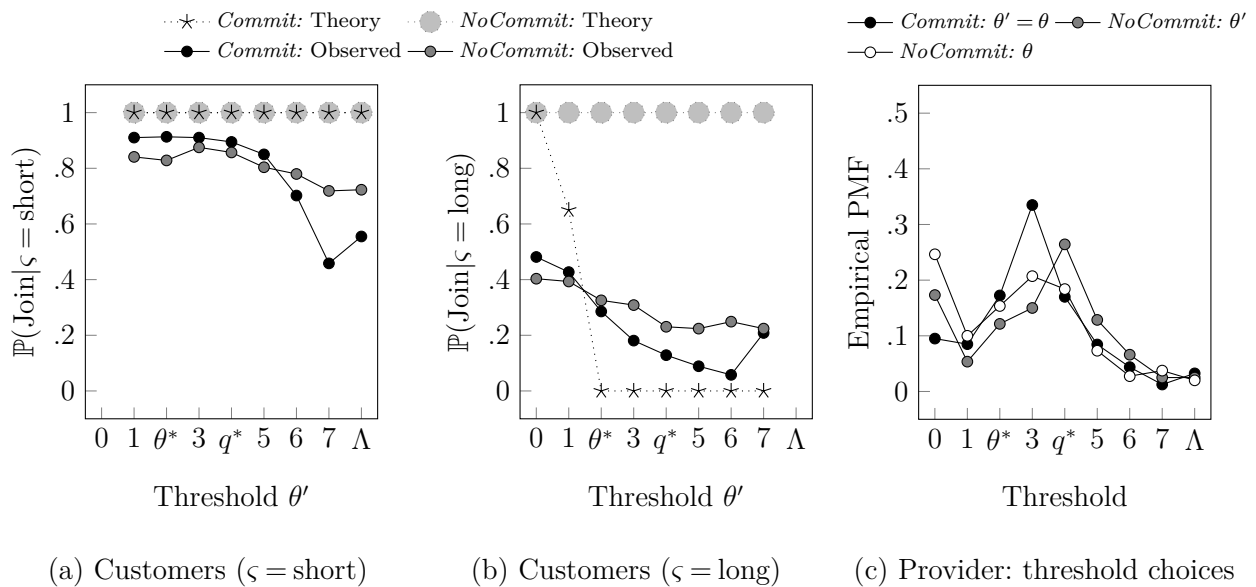 Commit: Theory NoCommit: Theory
Commit: Observed NoCommit: Observed
Commit: θ′ = θ NoCommit: θ′
NoCommit: θ
ℙ(Join|ς = short)
1
.8
.6
.4
.2
0
0 1 θ* 3 q* 5 6 7 Λ
Threshold θ′
(a) Customers (ς = short)
ℙ(Join|ς = long)
1
.8
.6
.4
.2
0
0 1 θ* 3 q* 5 6 7 Λ
Threshold θ′
(b) Customers (ς = long)
Empirical PMF
.5
.4
.3
.2
0.1
0
0 1 θ* 3 q* 5 6 7 Λ
Threshold
(c) Provider: threshold choices